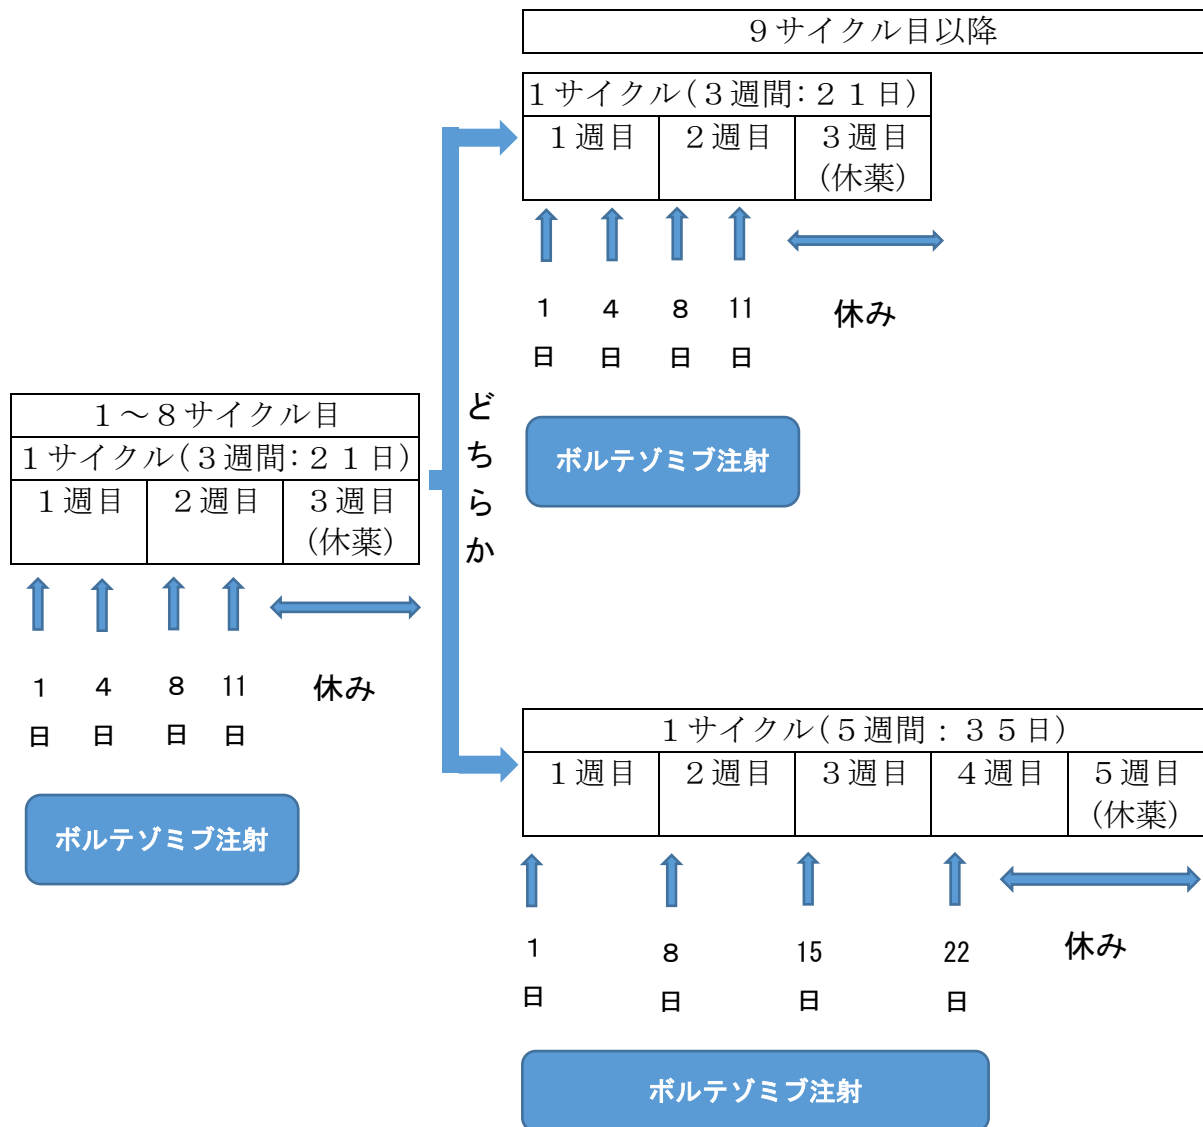 ９サイクル目以降
１サイクル(３週間：２１日)
１週目 ２週目 ３週目
(休薬)
1 4 8 11 休み
日 日 日 日
ボルテゾミブ注射
どちらか
１～８サイクル目
１サイクル(３週間：２１日)
１週目 ２週目 ３週目
(休薬)
1 4 8 11 休み
日 日 日 日
ボルテゾミブ注射
１サイクル(５週間：３５日)
１週目 ２週目 ３週目 ４週目 ５週目
(休薬)
1 8 15 22 休み
日 日 日 日
ボルテゾミブ注射